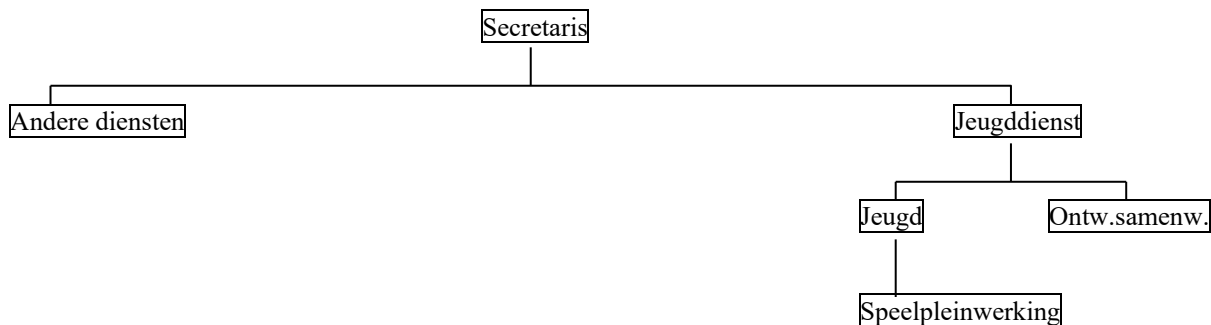 Secretaris
Andere diensten
Jeugddienst
Jeugd
Ontw.samenw.
Speelpleinwerking